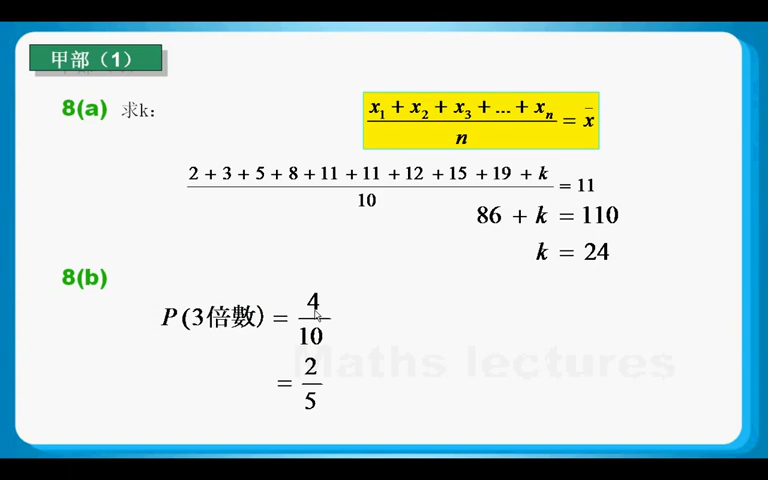 甲部（1）
8(a) 求k：
x₁ + x₂ + x₃ + ... + xₙ / n = x̄
2 + 3 + 5 + 8 + 11 + 11 + 12 + 15 + 19 + k / 10 = 11
86 + k = 110
k = 24
8(b)
P(3倍數) = 4/10
= 2/5
Maths lectures